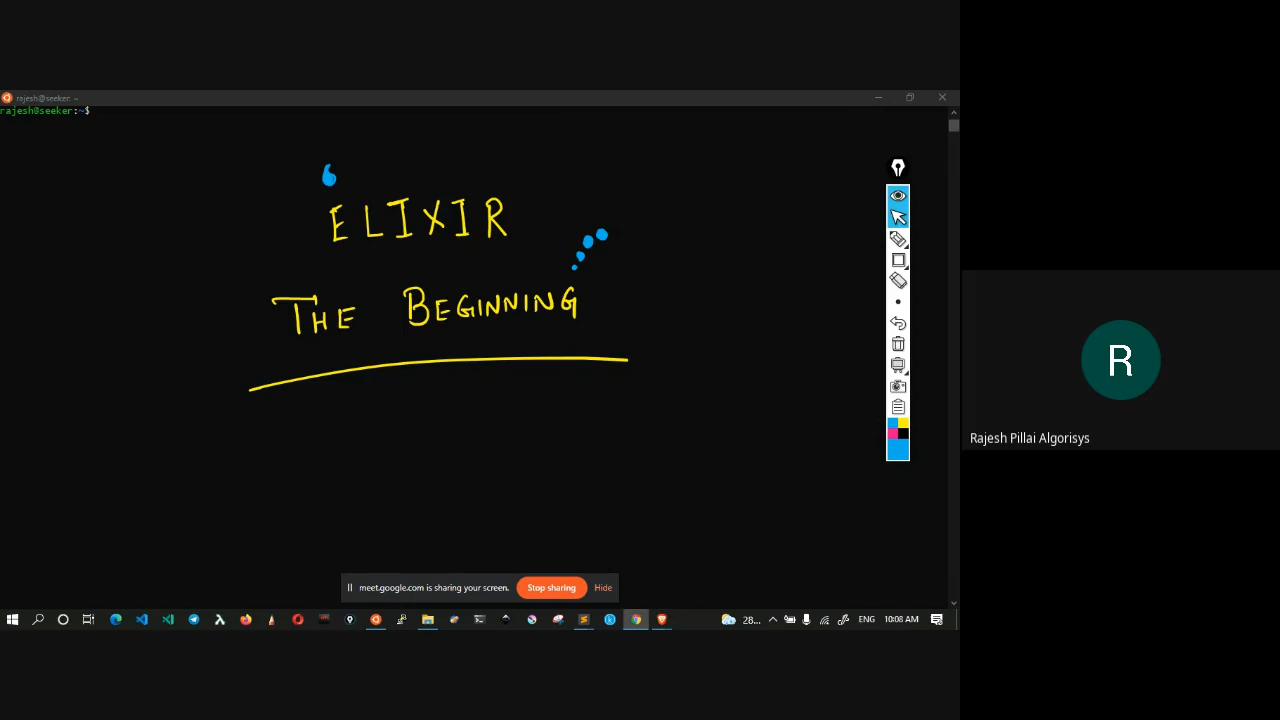 rajesh@seeker: ~
rajesh@seeker:~$
ELIXIR
THE BEGINNING
R
Rajesh Pillai Algorisys
meet.google.com is sharing your screen.
Stop sharing
Hide
28...
ENG
10:08 AM